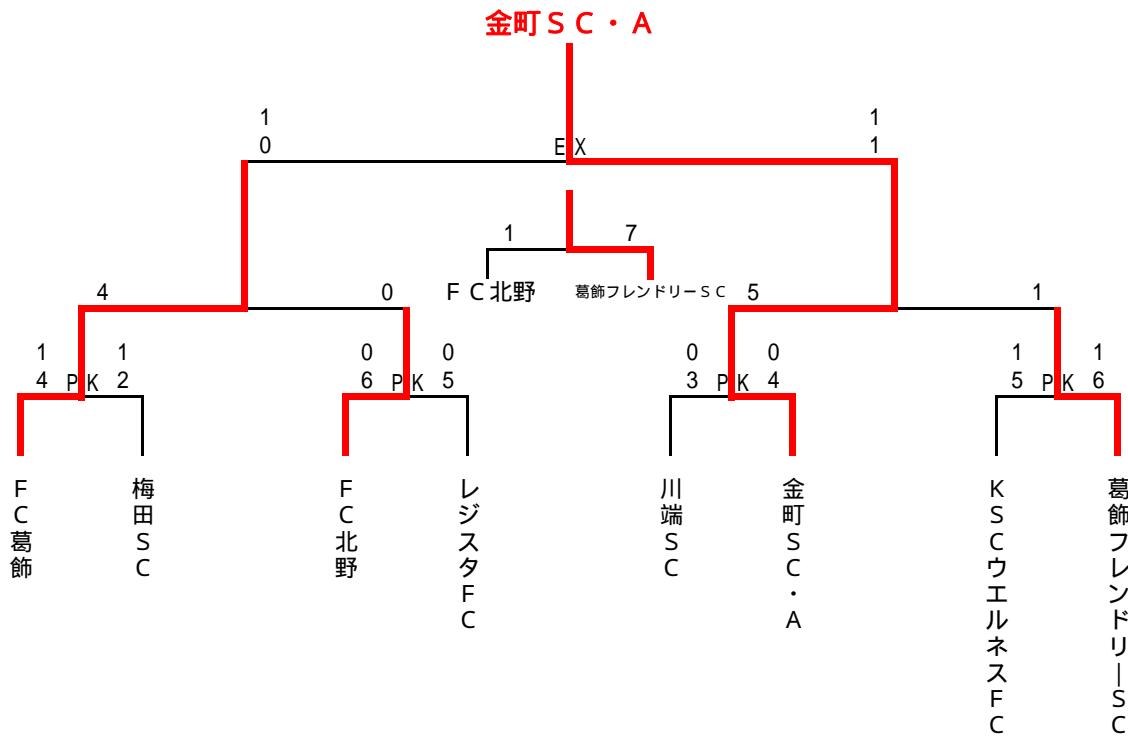 金町ＳＣ・Ａ
1 1
0 EX 1
1 7
ＦＣ北野 葛飾フレンドリーＳＣ
4 0 5 1
1 1 0 0 0 0 1 1
4 PK 2 6 PK 5 3 PK 4 5 PK 6
ＦＣ葛飾
梅田ＳＣ
ＦＣ北野
レジスタＦＣ
川端ＳＣ
金町ＳＣ・Ａ
ＫＳＣウエルネスＦＣ
葛飾フレンドリーＳＣ